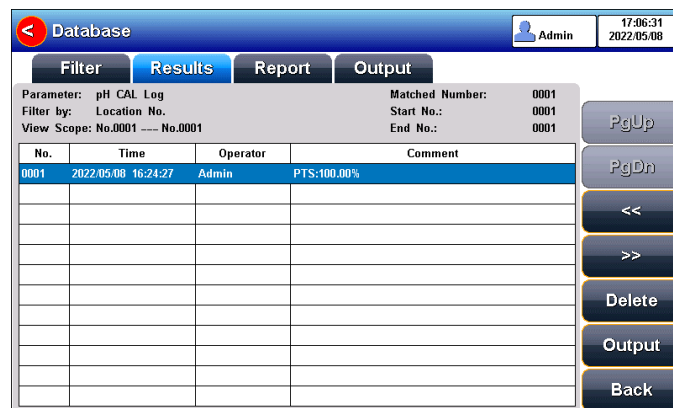 <
Database
Admin
17:06:31
2022/05/08
Filter
Results
Report
Output
Parameter: pH CAL Log
Matched Number: 0001
Filter by: Location No.
Start No.: 0001
View Scope: No.0001 --- No.0001
End No.: 0001
No. Time Operator Comment
0001 2022/05/08 16:24:27 Admin PTS:100.00%
PgUp
PgDn
<<
>>
Delete
Output
Back